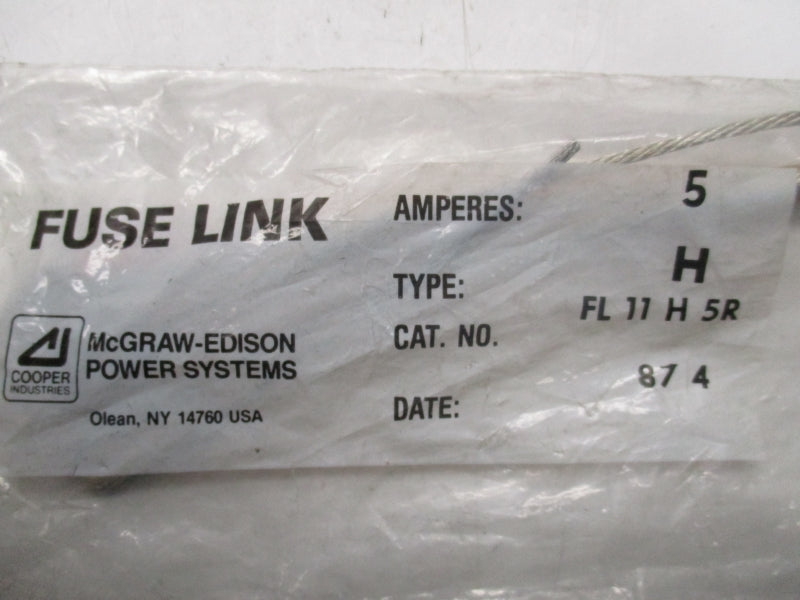 FUSE LINK
COOPER
INDUSTRIES
McGRAW-EDISON
POWER SYSTEMS
Olean, NY 14760 USA
AMPERES: 5
TYPE: H
CAT. NO. FL 11 H 5R
DATE: 87 4